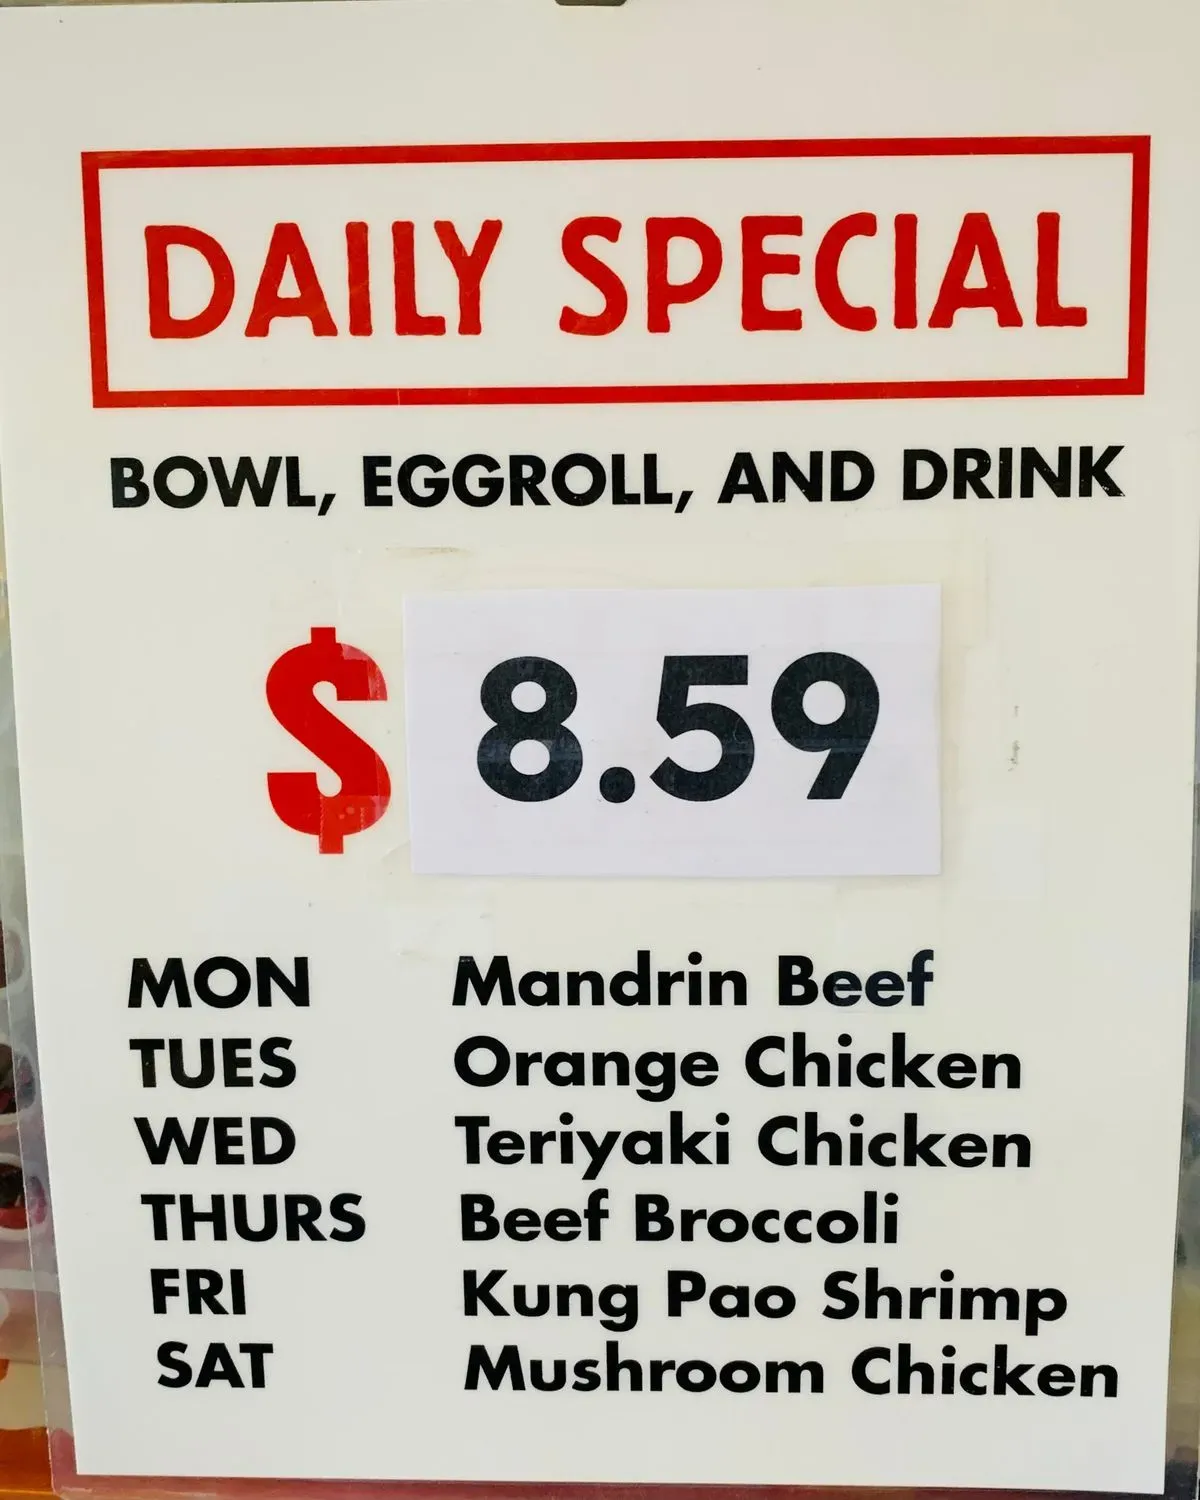 DAILY SPECIAL
BOWL, EGGROLL, AND DRINK
$ 8.59
MON Mandrin Beef
TUES Orange Chicken
WED Teriyaki Chicken
THURS Beef Broccoli
FRI Kung Pao Shrimp
SAT Mushroom Chicken